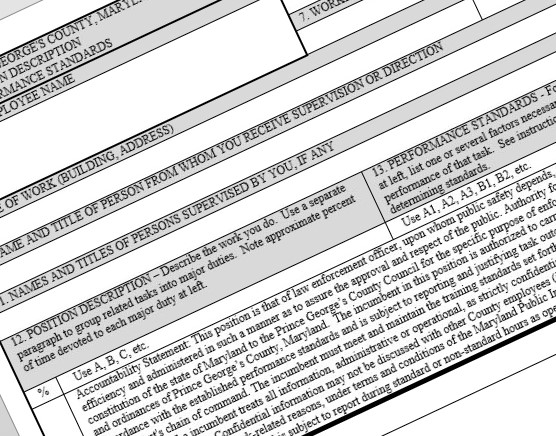 GEORGE'S COUNTY, MARYL
N DESCRIPTION
RMANCE STANDARDS
PLOYEE NAME
7. WORK
E OF WORK (BUILDING, ADDRESS)
AME AND TITLE OF PERSON FROM WHOM YOU RECEIVE SUPERVISION OR DIRECTION
1. NAMES AND TITLES OF PERSONS SUPERVISED BY YOU, IF ANY
12. POSITION DESCRIPTION – Describe the work you do. Use a separate
paragraph to group related tasks into major duties. Note approximate percent
of time devoted to each major duty at left.
13. PERFORMANCE STANDARDS - Fo
at left, list one or several factors necessa
performance of that task. See instructio
determining standards.
%
Use A, B, C, etc.
Use A1, A2, A3, B1, B2, etc.
Accountability Statement: This position is that of law enforcement officer, upon whom public safety depends,
efficiency and administered in such a manner as to assure the approval and respect of the public. Authority fo
constitution of the state of Maryland to the Prince George's County Council for the specific purpose of enfo
and ordinances of Prince George's County, Maryland. The incumbent in this position is authorized to car
rdance with the established performance standards and is subject to reporting and justifying task out
t's chain of command. The incumbent must meet and maintain the training standards set for
e incumbent treats all information, administrative or operational, as strictly confidenti
Confidential information may not be discussed with other County employees (
rk-related reasons, under terms and conditions of the Maryland Public In
is subject to report during standard or non-standard hours as ope